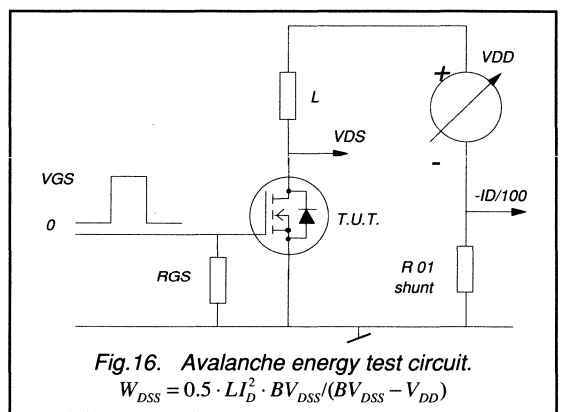 VDD
+
L
VDS
-
VGS
-ID/100
0
T.U.T.
RGS
R 01
shunt
Fig.16. Avalanche energy test circuit.
W_DSS = 0.5 · LI_D^2 · BV_DSS/(BV_DSS − V_DD)